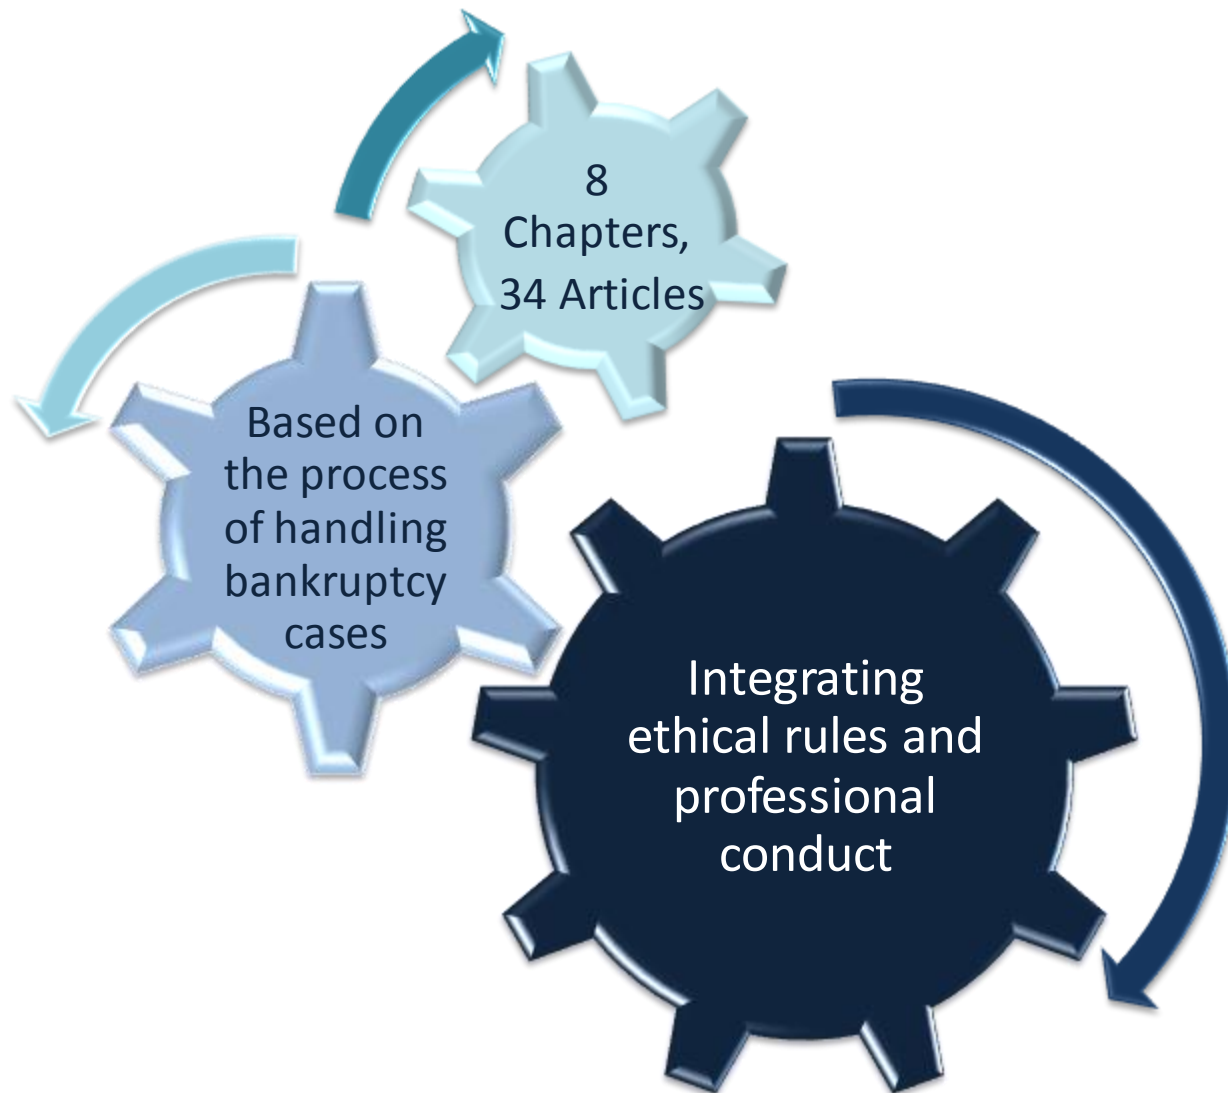 8
Chapters,
34 Articles
Based on
the process
of handling
bankruptcy
cases
Integrating
ethical rules and
professional
conduct